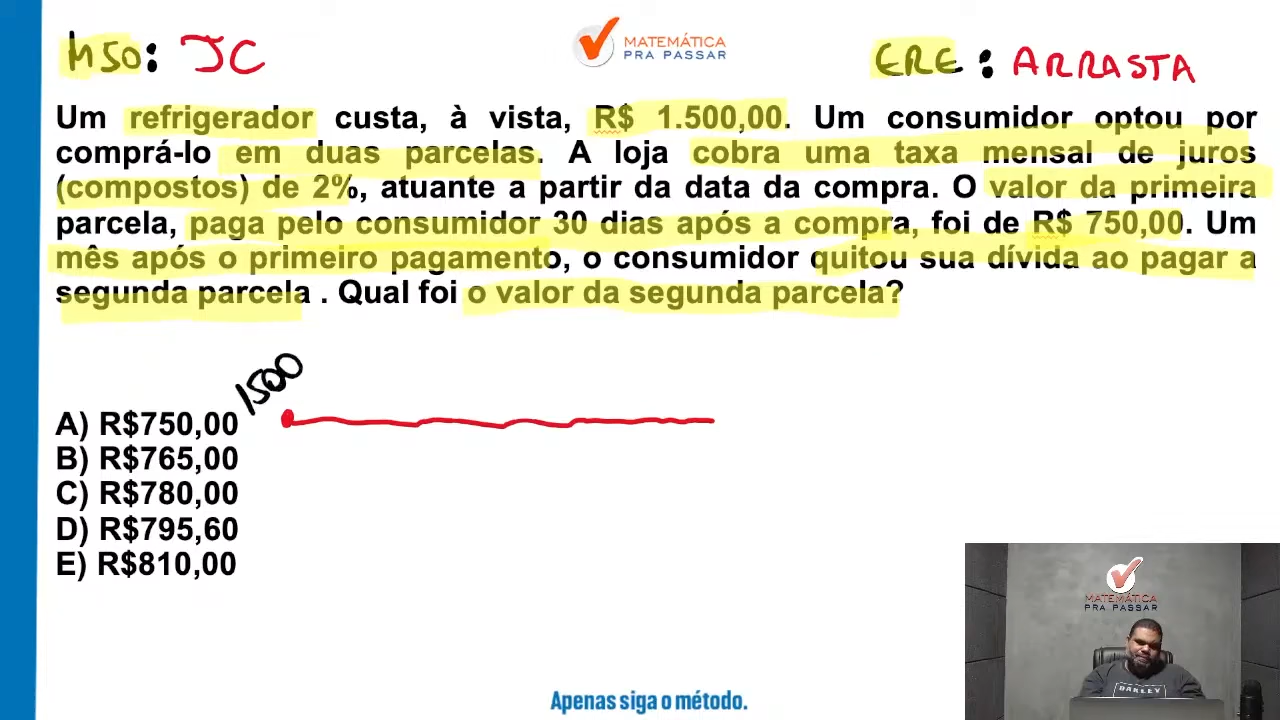 M50: JC
MATEMÁTICA
PRA PASSAR
ERE: ARRASTA
Um refrigerador custa, à vista, R$ 1.500,00. Um consumidor optou por
comprá-lo em duas parcelas. A loja cobra uma taxa mensal de juros
(compostos) de 2%, atuante a partir da data da compra. O valor da primeira
parcela, paga pelo consumidor 30 dias após a compra, foi de R$ 750,00. Um
mês após o primeiro pagamento, o consumidor quitou sua dívida ao pagar a
segunda parcela . Qual foi o valor da segunda parcela?
1500
A) R$750,00
B) R$765,00
C) R$780,00
D) R$795,60
E) R$810,00
MATEMÁTICA
PRA PASSAR
OAKLEY
Apenas siga o método.